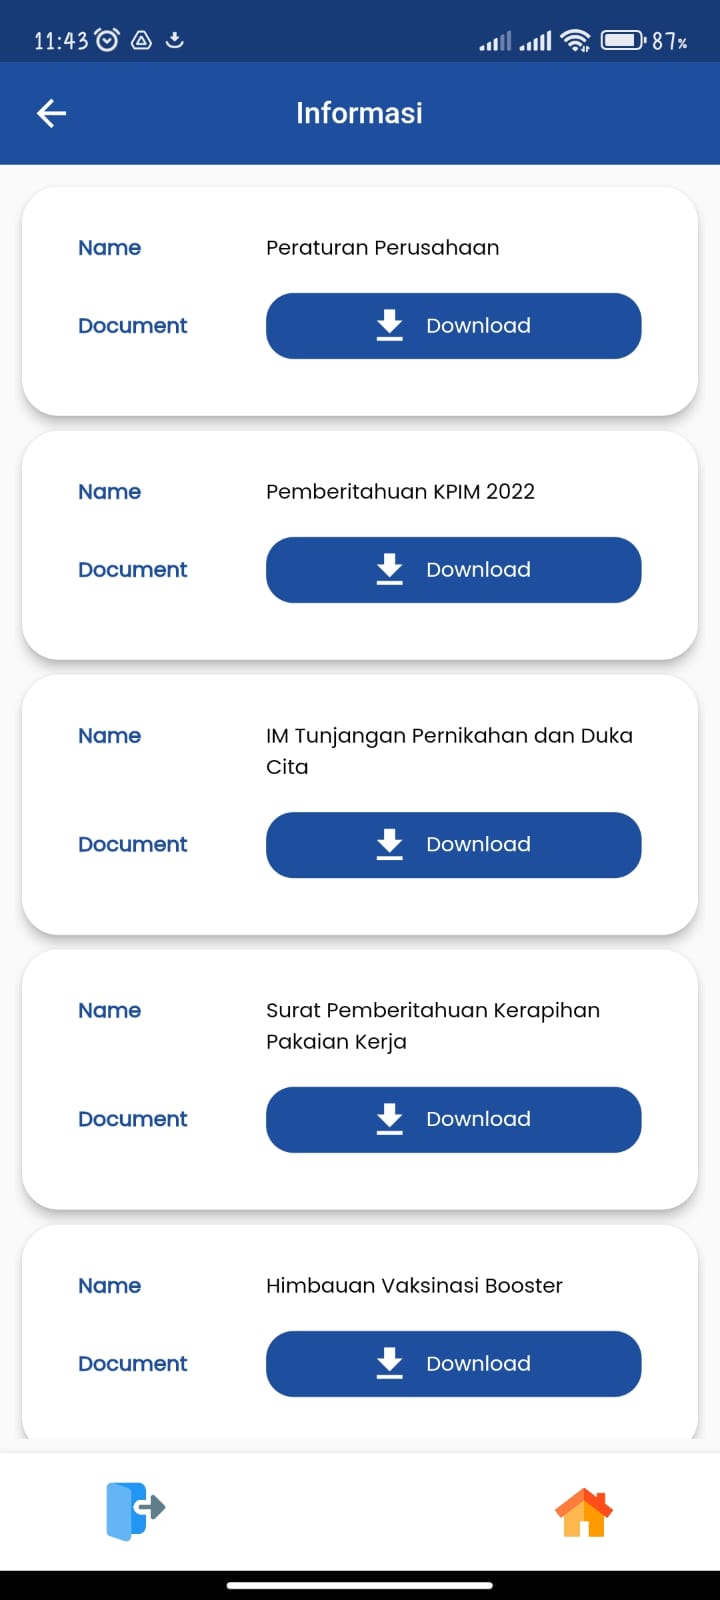 11:43
87%
Informasi
Name Peraturan Perusahaan
Document Download
Name Pemberitahuan KPIM 2022
Document Download
Name IM Tunjangan Pernikahan dan Duka
Cita
Document Download
Name Surat Pemberitahuan Kerapihan
Pakaian Kerja
Document Download
Name Himbauan Vaksinasi Booster
Document Download